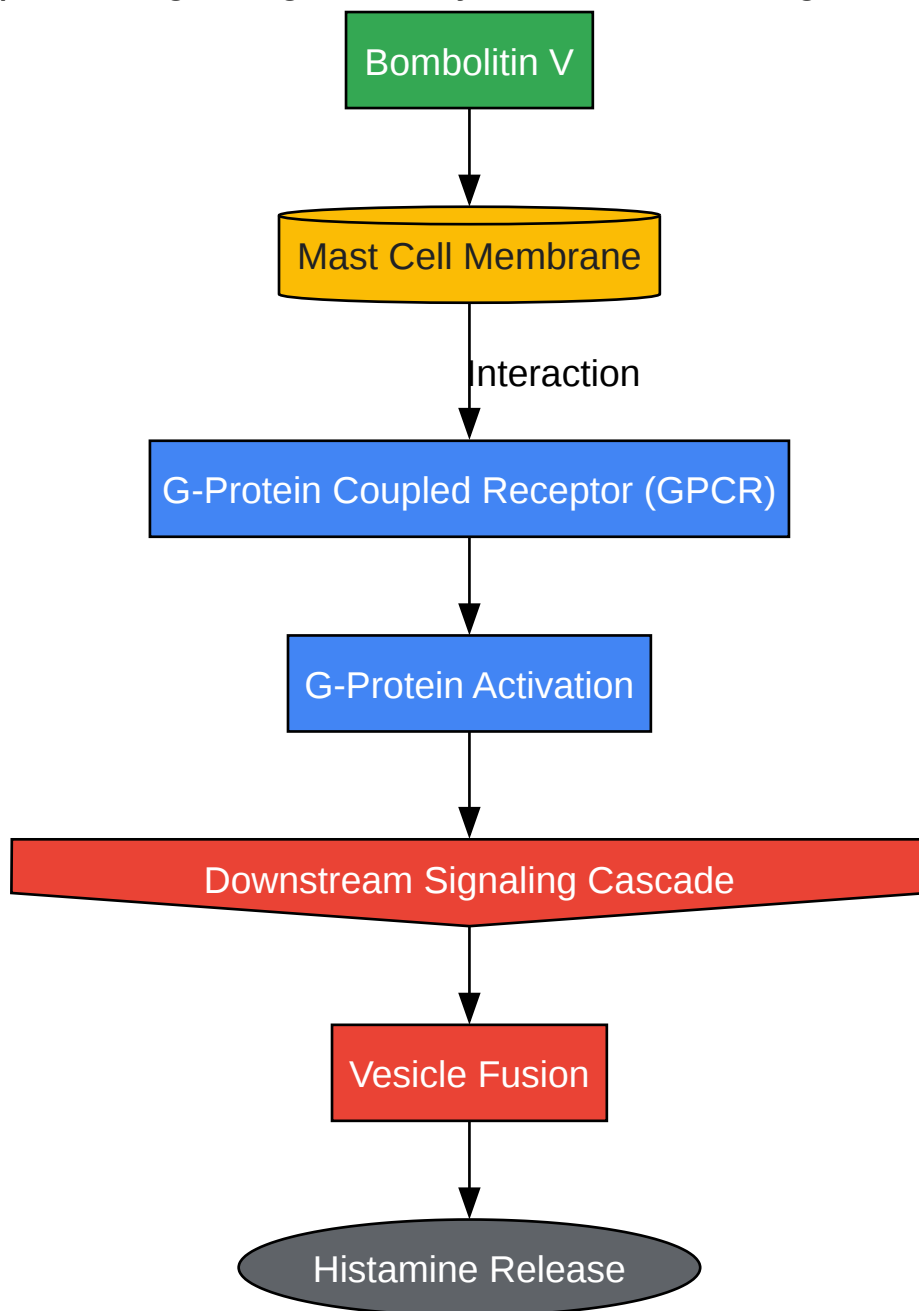 Bombolitin V
Mast Cell Membrane
Interaction
G-Protein Coupled Receptor (GPCR)
G-Protein Activation
Downstream Signaling Cascade
Vesicle Fusion
Histamine Release